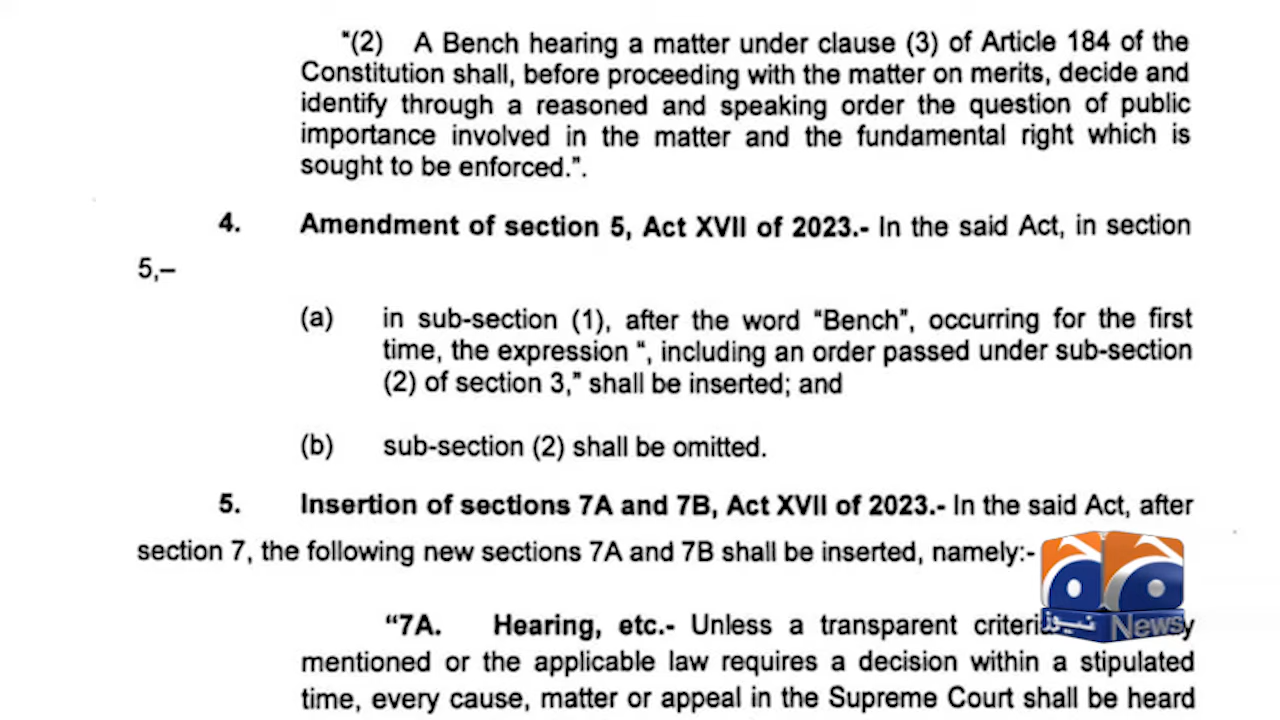 "(2) A Bench hearing a matter under clause (3) of Article 184 of the
Constitution shall, before proceeding with the matter on merits, decide and
identify through a reasoned and speaking order the question of public
importance involved in the matter and the fundamental right which is
sought to be enforced.".
4. Amendment of section 5, Act XVII of 2023.- In the said Act, in section
5,–
(a) in sub-section (1), after the word "Bench", occurring for the first
time, the expression ", including an order passed under sub-section
(2) of section 3," shall be inserted; and
(b) sub-section (2) shall be omitted.
5. Insertion of sections 7A and 7B, Act XVII of 2023.- In the said Act, after
section 7, the following new sections 7A and 7B shall be inserted, namely:-
"7A. Hearing, etc.- Unless a transparent
mentioned or the applicable law requires a decision within a stipulated
time, every cause, matter or appeal in the Supreme Court shall be heard
نیوز News